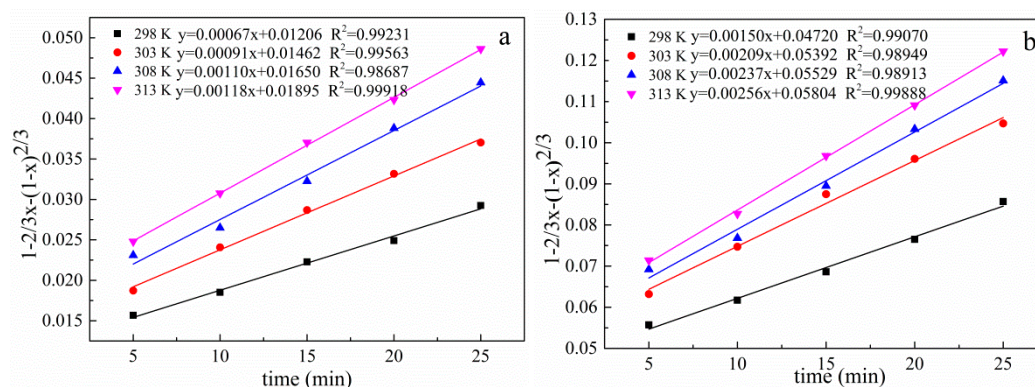 a
298 K y=0.00067x+0.01206 R²=0.99231
303 K y=0.00091x+0.01462 R²=0.99563
308 K y=0.00110x+0.01650 R²=0.98687
313 K y=0.00118x+0.01895 R²=0.99918
1-2/3x-(1-x)^2/3
0.050
0.045
0.040
0.035
0.030
0.025
0.020
0.015
5 10 15 20 25
time (min)
b
298 K y=0.00150x+0.04720 R²=0.99070
303 K y=0.00209x+0.05392 R²=0.98949
308 K y=0.00237x+0.05529 R²=0.98913
313 K y=0.00256x+0.05804 R²=0.99888
1-2/3x-(1-x)^2/3
0.13
0.12
0.11
0.10
0.09
0.08
0.07
0.06
0.05
5 10 15 20 25
time (min)